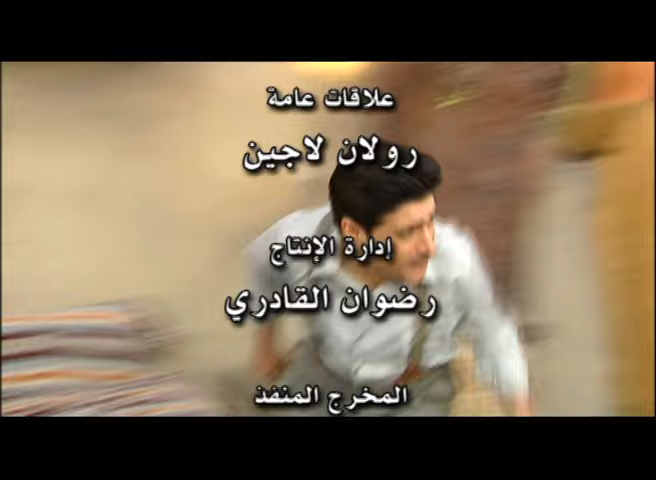 علاقات عامة
رولان لاجين
إدارة الإنتاج
رضوان القادري
المخرج المنفذ